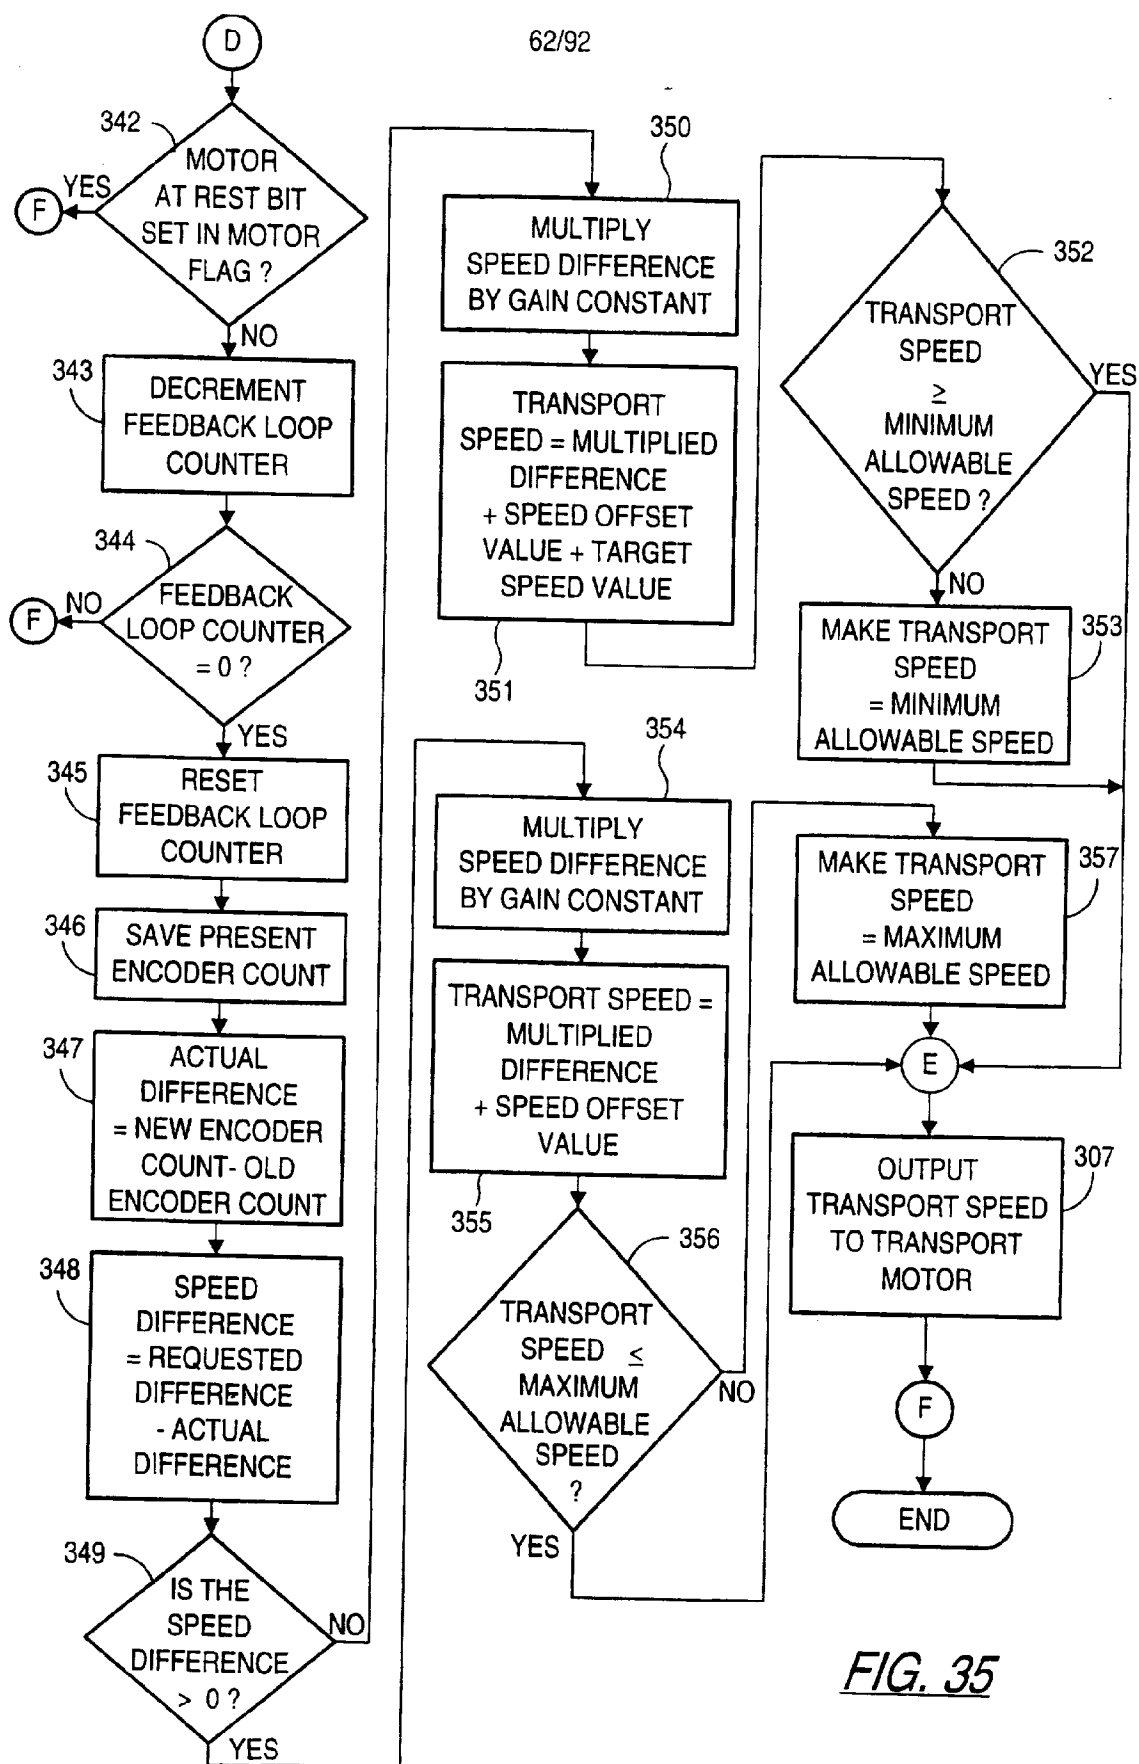 62/92
D
342
MOTOR
AT REST BIT
SET IN MOTOR
FLAG ?
YES
F
NO
343
DECREMENT
FEEDBACK LOOP
COUNTER
344
FEEDBACK
LOOP COUNTER
= 0 ?
NO
F
YES
345
RESET
FEEDBACK LOOP
COUNTER
346
SAVE PRESENT
ENCODER COUNT
347
ACTUAL
DIFFERENCE
= NEW ENCODER
COUNT- OLD
ENCODER COUNT
348
SPEED
DIFFERENCE
= REQUESTED
DIFFERENCE
- ACTUAL
DIFFERENCE
349
IS THE
SPEED
DIFFERENCE
> 0 ?
NO
YES
350
MULTIPLY
SPEED DIFFERENCE
BY GAIN CONSTANT
TRANSPORT
SPEED = MULTIPLIED
DIFFERENCE
+ SPEED OFFSET
VALUE + TARGET
SPEED VALUE
351
352
TRANSPORT
SPEED
≥
MINIMUM
ALLOWABLE
SPEED ?
YES
NO
353
MAKE TRANSPORT
SPEED
= MINIMUM
ALLOWABLE SPEED
354
MULTIPLY
SPEED DIFFERENCE
BY GAIN CONSTANT
TRANSPORT SPEED =
MULTIPLIED
DIFFERENCE
+ SPEED OFFSET
VALUE
355
356
TRANSPORT
SPEED ≤
MAXIMUM
ALLOWABLE
SPEED
?
NO
YES
357
MAKE TRANSPORT
SPEED
= MAXIMUM
ALLOWABLE SPEED
E
307
OUTPUT
TRANSPORT SPEED
TO TRANSPORT
MOTOR
F
END
FIG. 35